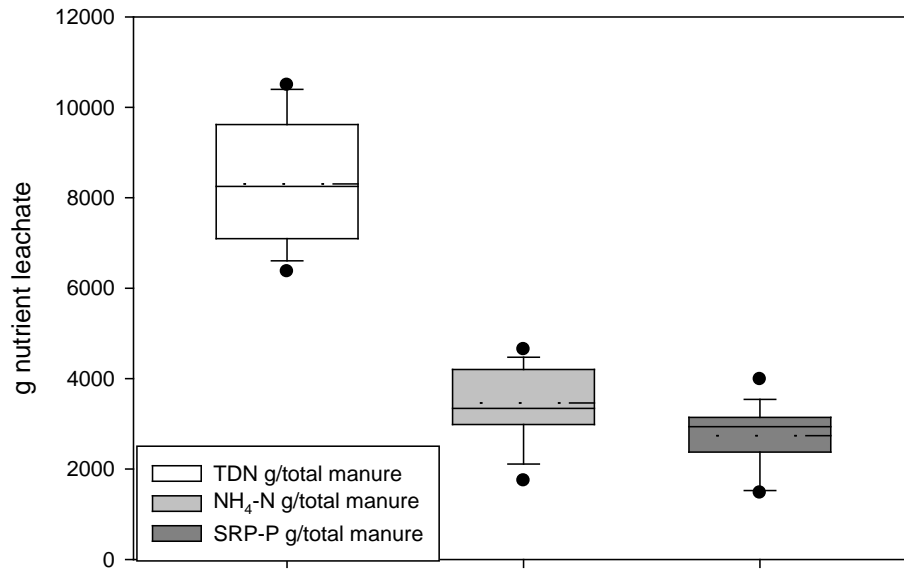 12000
10000
8000
6000
4000
2000
0
g nutrient leachate
TDN g/total manure
NH₄-N g/total manure
SRP-P g/total manure